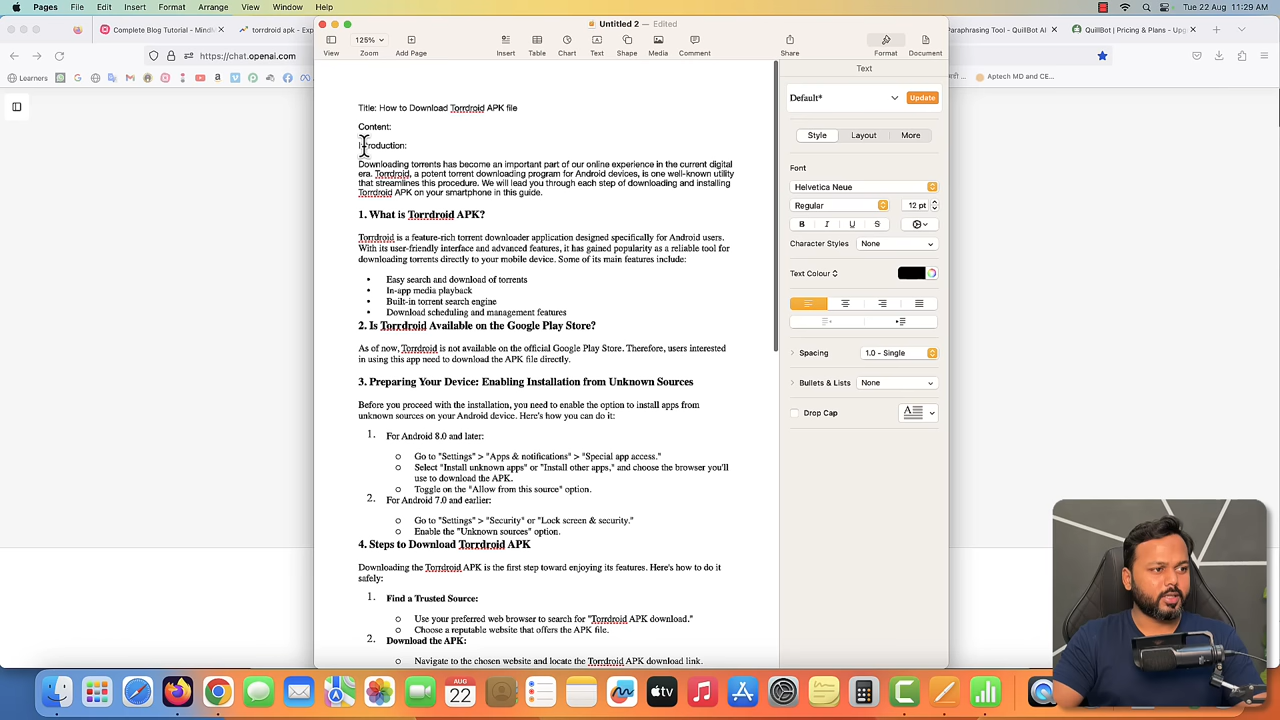 Pages File Edit Insert Format Arrange View Window Help
Tue 22 Aug 11:29 AM
Complete Blog Tutorial - Mind
torrdroid apk - Ex
Untitled 2 — Edited
Paraphrasing Tool - QuillBot AI
QuillBot | Pricing & Plans - Upg
View
125%
Zoom
Add Page
Insert
Table
Chart
Text
Shape
Media
Comment
Share
Format
Document
https://chat.openai.com
Learners
Aptech MD and CE...
Title: How to Download Torrdroid APK file
Content:
Downloading torrents has become an important part of our online experience in the current digital
era. Torrdroid, a potent torrent downloading program for Android devices, is one well-known utility
that streamlines this procedure. We will lead you through each step of downloading and installing
Torrdroid APK on your smartphone in this guide.
1. What is Torrdroid APK?
Torrdroid is a feature-rich torrent downloader application designed specifically for Android users.
With its user-friendly interface and advanced features, it has gained popularity as a reliable tool for
downloading torrents directly to your mobile device. Some of its main features include:
• Easy search and download of torrents
• In-app media playback
• Built-in torrent search engine
• Download scheduling and management features
2. Is Torrdroid Available on the Google Play Store?
As of now, Torrdroid is not available on the official Google Play Store. Therefore, users interested
in using this app need to download the APK file directly.
3. Preparing Your Device: Enabling Installation from Unknown Sources
Before you proceed with the installation, you need to enable the option to install apps from
unknown sources on your Android device. Here's how you can do it:
1. For Android 8.0 and later:
o Go to "Settings" > "Apps & notifications" > "Special app access."
o Select "Install unknown apps" or "Install other apps," and choose the browser you'll
use to download the APK.
o Toggle on the "Allow from this source" option.
2. For Android 7.0 and earlier:
o Go to "Settings" > "Security" or "Lock screen & security."
o Enable the "Unknown sources" option.
4. Steps to Download Torrdroid APK
Downloading the Torrdroid APK is the first step toward enjoying its features. Here's how to do it
safely:
1. Find a Trusted Source:
o Use your preferred web browser to search for "Torrdroid APK download."
o Choose a reputable website that offers the APK file.
2. Download the APK:
o Navigate to the chosen website and locate the Torrdroid APK download link.
Text
Default*
Update
Style
Layout
More
Font
Helvetica Neue
Regular
12 pt
B I U S
Character Styles
None
Text Colour
Spacing
1.0 - Single
Bullets & Lists
None
Drop Cap
AUG
22
tv